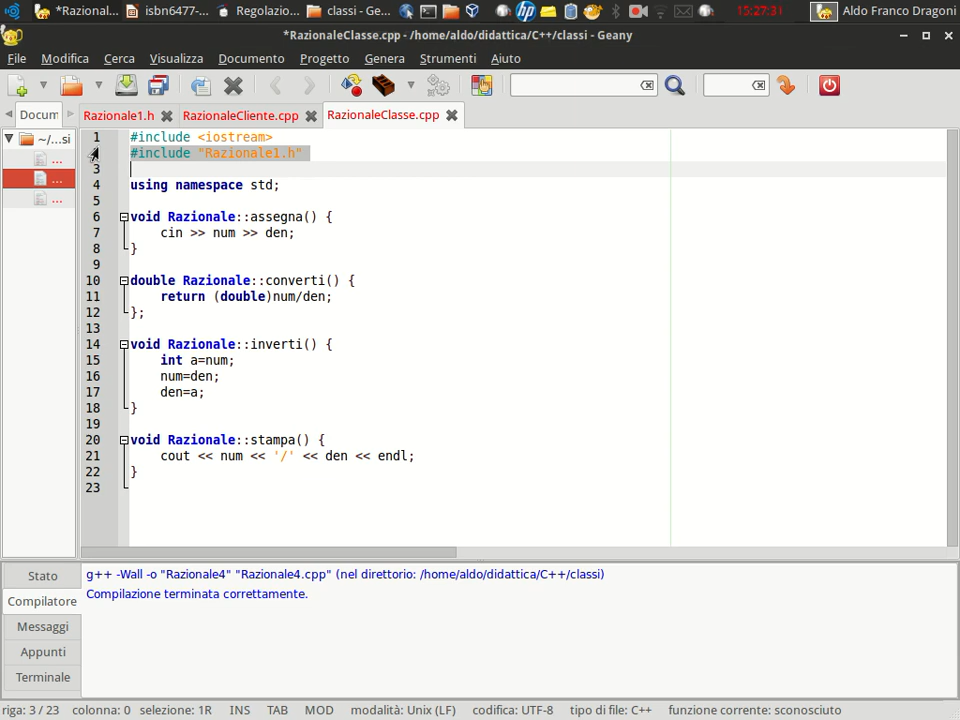 *Razional...
isbn6477-...
Regolazio...
classi - Ge...
15:27:31
Aldo Franco Dragoni
*RazionaleClasse.cpp - /home/aldo/didattica/C++/classi - Geany
File Modifica Cerca Visualizza Documento Progetto Genera Strumenti Aiuto
Docum
Razionale1.h
RazionaleCliente.cpp
RazionaleClasse.cpp
~/...si
...
...
...
1 #include <iostream>
#include "Razionale1.h"
3
4 using namespace std;
5
6 void Razionale::assegna() {
7 cin >> num >> den;
8 }
9
10 double Razionale::converti() {
11 return (double)num/den;
12 };
13
14 void Razionale::inverti() {
15 int a=num;
16 num=den;
17 den=a;
18 }
19
20 void Razionale::stampa() {
21 cout << num << '/' << den << endl;
22 }
23
Stato
Compilatore
Messaggi
Appunti
Terminale
g++ -Wall -o "Razionale4" "Razionale4.cpp" (nel direttorio: /home/aldo/didattica/C++/classi)
Compilazione terminata correttamente.
riga: 3 / 23 colonna: 0 selezione: 1R INS TAB MOD modalità: Unix (LF) codifica: UTF-8 tipo di file: C++ funzione corrente: sconosciuto